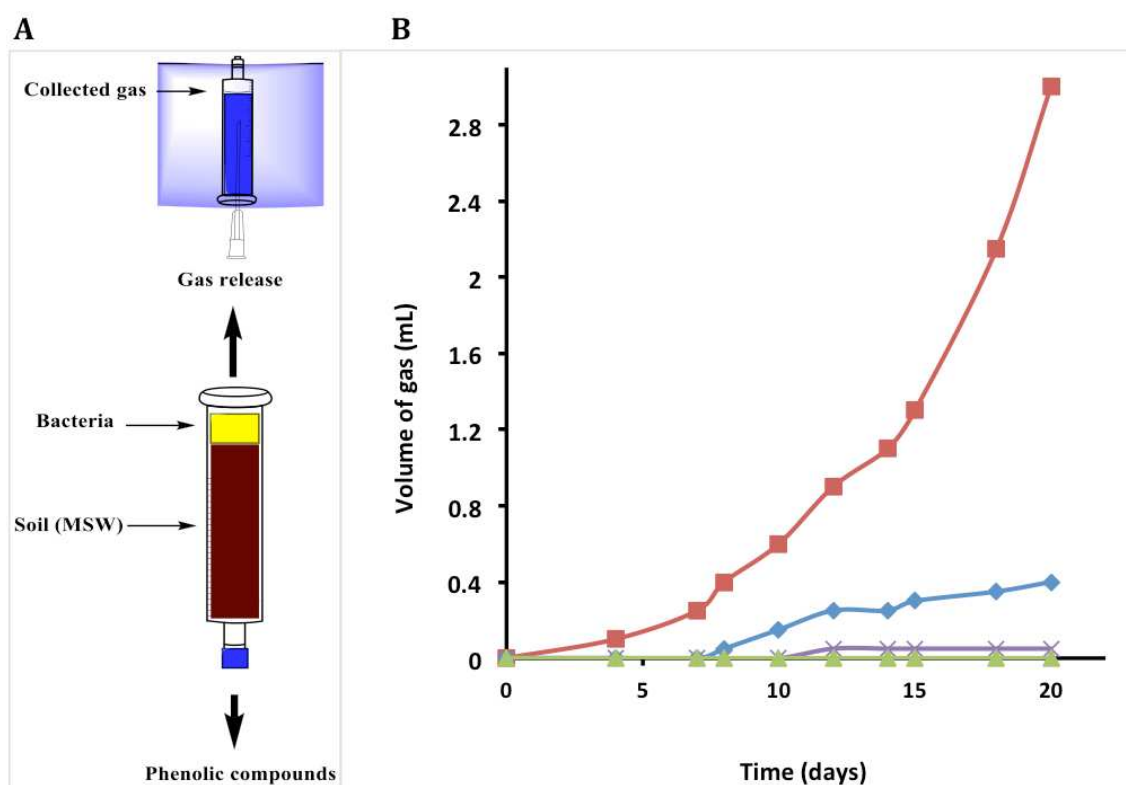 A
Collected gas
Gas release
Bacteria
Soil (MSW)
Phenolic compounds
B
Volume of gas (mL)
2.8
2.4
2
1.6
1.2
0.8
0.4
0
0
5
10
15
20
Time (days)